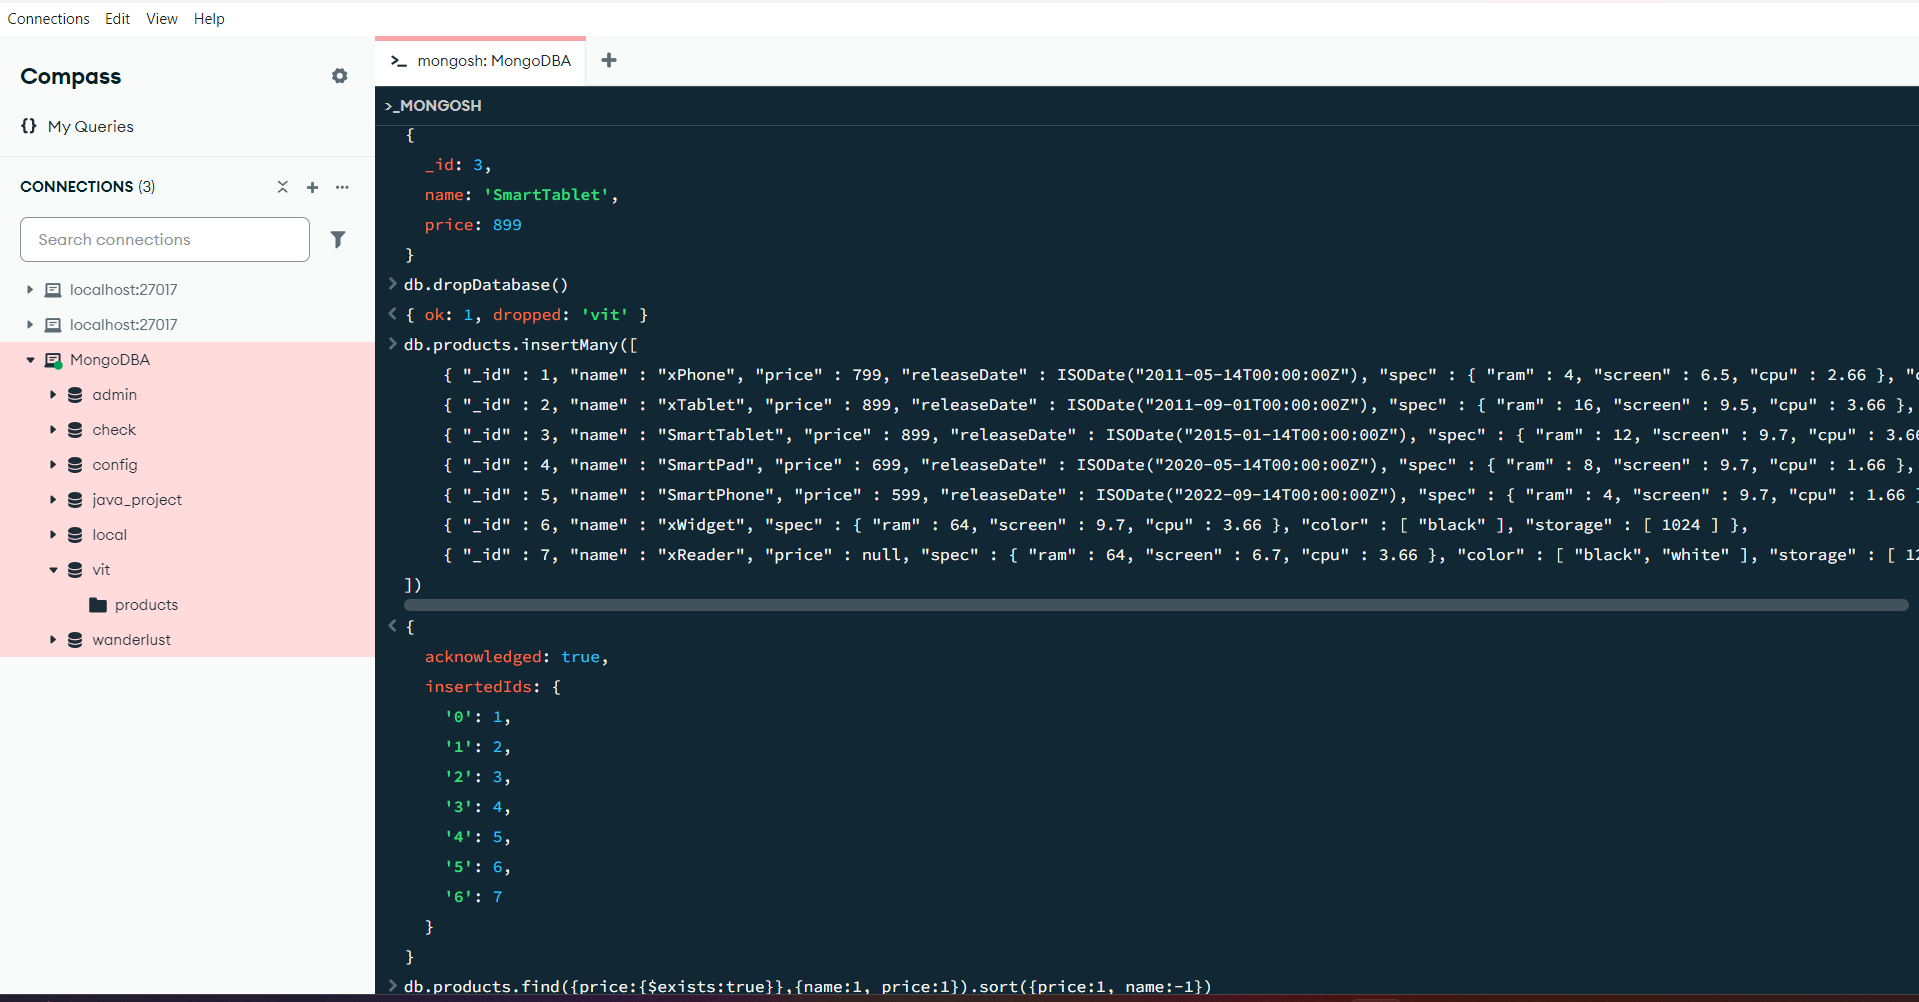 Connections Edit View Help
Compass
My Queries
CONNECTIONS (3)
Search connections
localhost:27017
localhost:27017
MongoDBA
admin
check
config
java_project
local
vit
products
wanderlust
>_ mongosh: MongoDBA +
>_MONGOSH
{
_id: 3,
name: 'SmartTablet',
price: 899
}
> db.dropDatabase()
< { ok: 1, dropped: 'vit' }
> db.products.insertMany([
{ "_id" : 1, "name" : "xPhone", "price" : 799, "releaseDate" : ISODate("2011-05-14T00:00:00Z"), "spec" : { "ram" : 4, "screen" : 6.5, "cpu" : 2.66 }, "c
{ "_id" : 2, "name" : "xTablet", "price" : 899, "releaseDate" : ISODate("2011-09-01T00:00:00Z"), "spec" : { "ram" : 16, "screen" : 9.5, "cpu" : 3.66 },
{ "_id" : 3, "name" : "SmartTablet", "price" : 899, "releaseDate" : ISODate("2015-01-14T00:00:00Z"), "spec" : { "ram" : 12, "screen" : 9.7, "cpu" : 3.66
{ "_id" : 4, "name" : "SmartPad", "price" : 699, "releaseDate" : ISODate("2020-05-14T00:00:00Z"), "spec" : { "ram" : 8, "screen" : 9.7, "cpu" : 1.66 },
{ "_id" : 5, "name" : "SmartPhone", "price" : 599, "releaseDate" : ISODate("2022-09-14T00:00:00Z"), "spec" : { "ram" : 4, "screen" : 9.7, "cpu" : 1.66 }
{ "_id" : 6, "name" : "xWidget", "spec" : { "ram" : 64, "screen" : 9.7, "cpu" : 3.66 }, "color" : [ "black" ], "storage" : [ 1024 ] },
{ "_id" : 7, "name" : "xReader", "price" : null, "spec" : { "ram" : 64, "screen" : 6.7, "cpu" : 3.66 }, "color" : [ "black", "white" ], "storage" : [ 12
])
< {
acknowledged: true,
insertedIds: {
'0': 1,
'1': 2,
'2': 3,
'3': 4,
'4': 5,
'5': 6,
'6': 7
}
}
> db.products.find({price:{$exists:true}},{name:1, price:1}).sort({price:1, name:-1})